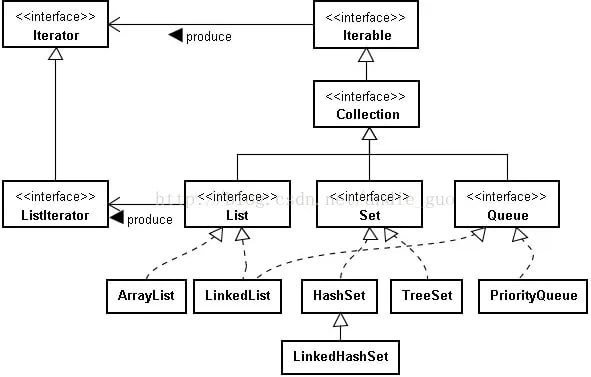 <<interface>>
Iterator
<<interface>>
Iterable
produce
<<interface>>
Collection
<<interface>>
ListIterator
<<interface>>
List
<<interface>>
Set
<<interface>>
Queue
produce
ArrayList
LinkedList
HashSet
TreeSet
PriorityQueue
LinkedHashSet